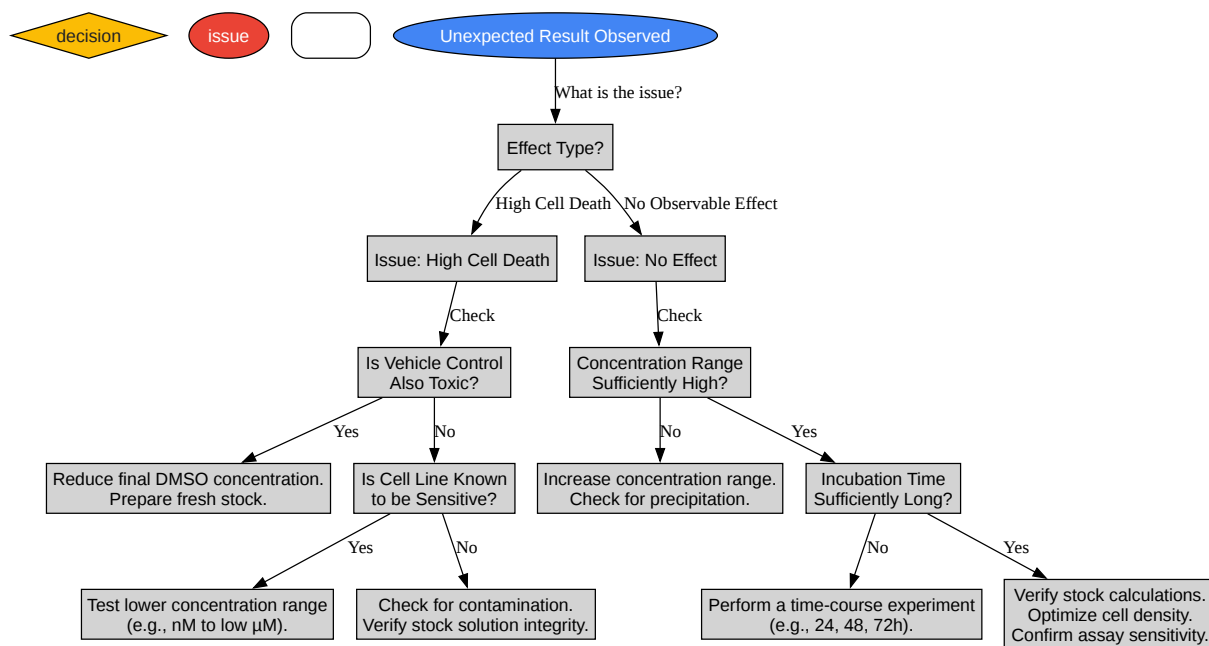 decision
issue
Unexpected Result Observed
What is the issue?
Effect Type?
High Cell Death
No Observable Effect
Issue: High Cell Death
Issue: No Effect
Check
Check
Is Vehicle Control
Also Toxic?
Concentration Range
Sufficiently High?
Yes
No
No
Yes
Reduce final DMSO concentration.
Prepare fresh stock.
Is Cell Line Known
to be Sensitive?
Increase concentration range.
Check for precipitation.
Incubation Time
Sufficiently Long?
Yes
No
No
Yes
Test lower concentration range
(e.g., nM to low µM).
Check for contamination.
Verify stock solution integrity.
Perform a time-course experiment
(e.g., 24, 48, 72h).
Verify stock calculations.
Optimize cell density.
Confirm assay sensitivity.